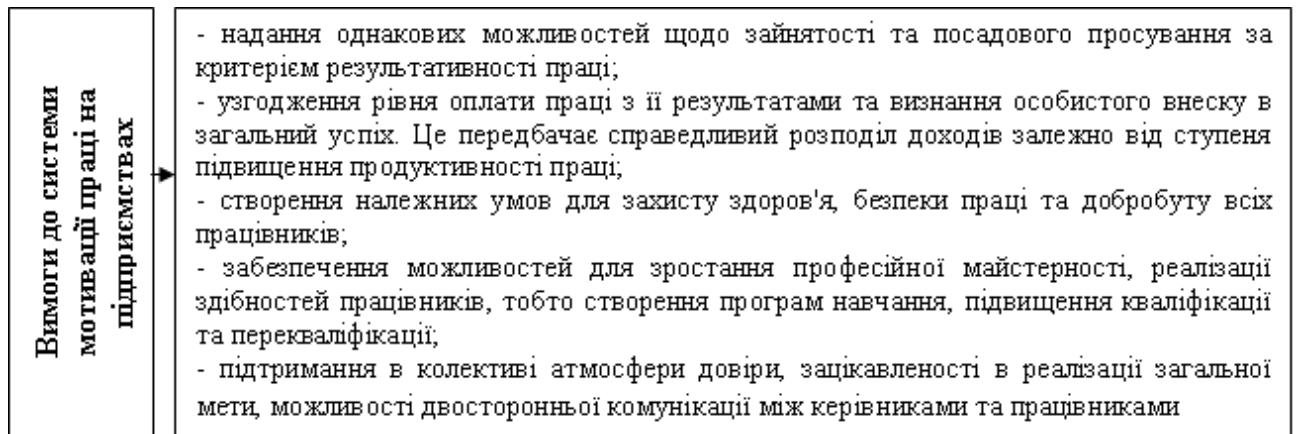 Вимоги до системи
мотивації праці на
підприємствах
- надання однакових можливостей щодо зайнятості та посадового просування за
критерієм результативності праці;
- узгодження рівня оплати праці з її результатами та визнання особистого внеску в
загальний успіх. Це передбачає справедливий розподіл доходів залежно від ступеня
підвищення продуктивності праці;
- створення належних умов для захисту здоров'я, безпеки праці та добробуту всіх
працівників;
- забезпечення можливостей для зростання професійної майстерності, реалізації
здібностей працівників, тобто створення програм навчання, підвищення кваліфікації
та перекваліфікації;
- підтримання в колективі атмосфери довіри, зацікавленості в реалізації загальної
мети, можливості двосторонньої комунікації між керівниками та працівниками